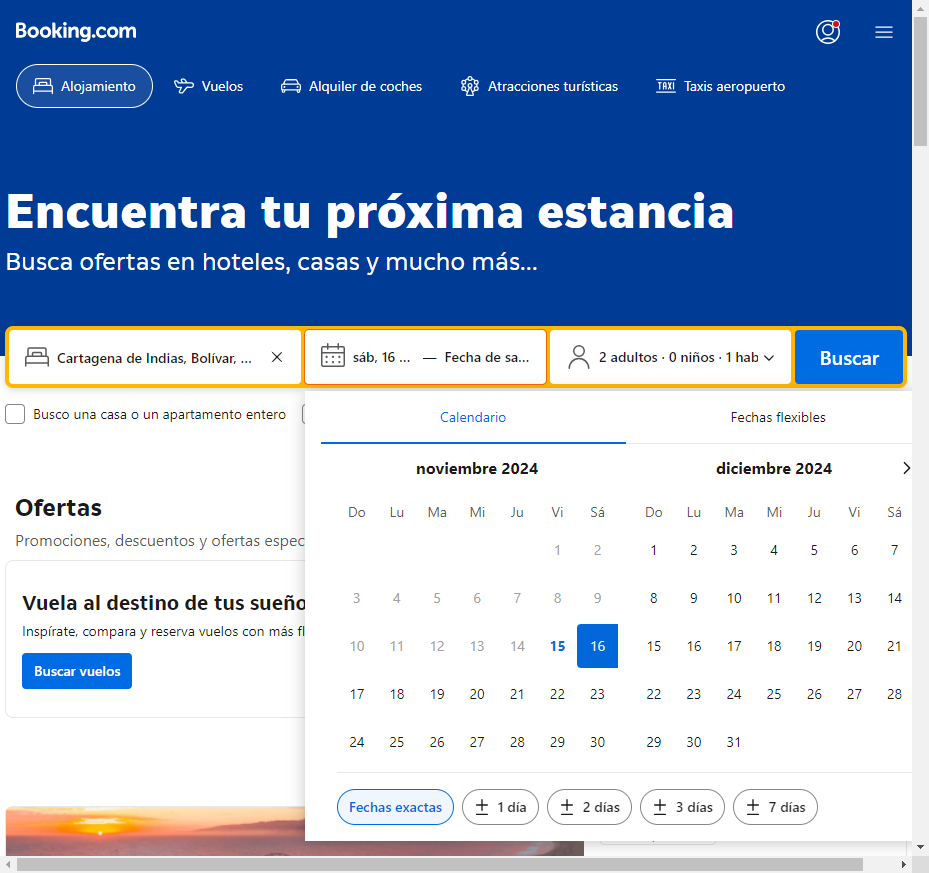 Booking.com
Alojamiento
Vuelos
Alquiler de coches
Atracciones turísticas
TAXI Taxis aeropuerto
Encuentra tu próxima estancia
Busca ofertas en hoteles, casas y mucho más...
Cartagena de Indias, Bolívar, ...
sáb, 16 ... — Fecha de sa...
2 adultos · 0 niños · 1 hab
Buscar
Busco una casa o un apartamento entero
Calendario
Fechas flexibles
noviembre 2024
Do Lu Ma Mi Ju Vi Sá
1 2
3 4 5 6 7 8 9
10 11 12 13 14 15 16
17 18 19 20 21 22 23
24 25 26 27 28 29 30
diciembre 2024
Do Lu Ma Mi Ju Vi Sá
1 2 3 4 5 6 7
8 9 10 11 12 13 14
15 16 17 18 19 20 21
22 23 24 25 26 27 28
29 30 31
Fechas exactas
± 1 día
± 2 días
± 3 días
± 7 días
Ofertas
Promociones, descuentos y ofertas espec
Vuela al destino de tus sueño
Inspírate, compara y reserva vuelos con más fl
Buscar vuelos